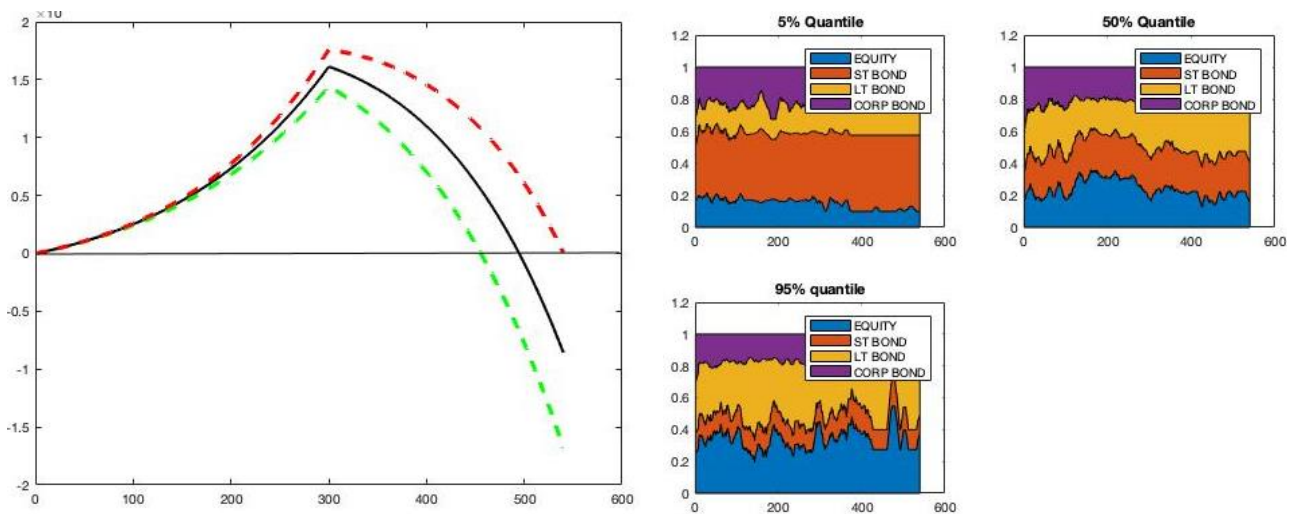 2
1.5
1
0.5
0
-0.5
-1
-1.5
-2
0 100 200 300 400 500 600
5% Quantile
1.2
1
0.8
0.6
0.4
0.2
0
0 200 400 600
EQUITY
ST BOND
LT BOND
CORP BOND
50% Quantile
1.2
1
0.8
0.6
0.4
0.2
0
0 200 400 600
EQUITY
ST BOND
LT BOND
CORP BOND
95% quantile
1.2
1
0.8
0.6
0.4
0.2
0
0 200 400 600
EQUITY
ST BOND
LT BOND
CORP BOND